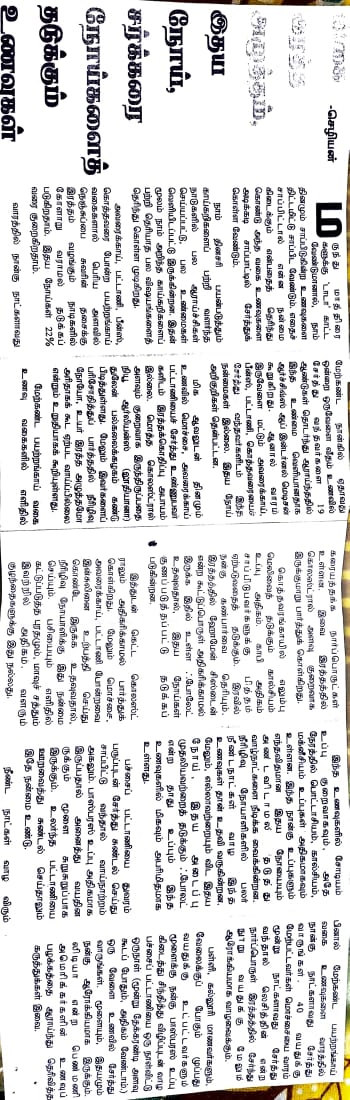 இரத்த
அழுத்தம்,
இதய
நோய்,
சர்க்கரை
நோய்களைத்
தடுக்கும்
உணவுகள்
-செழியன்
மருந்து மாத்திரை
களுக்கு 'டாடா' காட்ட
வேண்டுமானால், நாம்
தினமும் சாப்பிடுகின்ற உணவுகளை
திட்டமிட்டு சாப்பிட வேண்டும். எதைச்
சாப்பிட்டால் என்ன நன்மை
கிடைக்கும் என்பதைத் தெரிந்து
கொண்டு அந்த வகை உணவுகளை
அடிக்கடி சாப்பாட்டில் சேர்த்துக்
கொள்ள வேண்டும்.
நாம் தினசரி பயன்படுத்தும்
காய்கறிகளைப் பற்றி வளர்ந்த
நாடுகளில் பல ஆராய்ச்சிகள்
செய்யப்பட்டு, பல உண்மைகள்
வெளியிடப்பட்டு இருக்கின்றன. இதன்
மூலம் நாம் அறிந்த காய்கறிகளைப்
பற்றி தெரியாத பல விஷயங்களைத்
தெரிந்து கொள்ள முடிகிறது.
அவரைக்காய், பட்டாணி, பீன்ஸ்,
கொத்தவரை போன்ற பயற்றங்காய்
வகைகளால் பெரிய அளவில்
நெஞ்சுப்பை சுவரின் தசைக்கு
இரத்தம் வழங்கும் நாடிகளில்
கோளாறு வராமல் தடுக்கப்
படுகிறதாம். இதய நோய்கள் 22%
வரை குறைகிறதாம்.
வாரத்தில் நான்கு நாட்களாவது
மேற்கண்ட நான்கில் ஏதாவது
ஒன்றை ஒருவேளை வீதம் உணவில்
சேர்த்து வந்தவர்களை 19
ஆண்டுகள் தொடர்ந்து ஆராய்ந்ததில்
இந்த உண்மை வெளியானதாக
ஆர்ச்சிவ்ஸ் ஆப் இன்டர்னல் மெடிசன்
கூறுகிறது. ஆனால் வாரம்
இருவேளை மட்டும் அவரைக்காய்,
பீன்ஸ், பட்டாணி, கொத்தவரையைச்
சேர்த்து வந்தவர்களிடம் இந்த
நன்மைகள் இல்லை. இதய நோய்
அறிகுறிகள் தென்பட்டன.
மிக ஆவலுடன் தினமும்
உணவில் மொச்சை, அவரைக்காய்
பட்டாணியைச் சேர்த்து உண்ணுபவர்
களிடம் இரத்தக்கொதிப்பு அபாயம்
இல்லை. மொத்த கொலஸ்ட்ரால்
அளவும் குறைவாக இருந்திருப்பதை
நியூ ஆர்லியன்ஸ் (லூதியானா)
துலேன் பல்கலைக்கழகம் கண்டு
பிடித்துள்ளது. மேலும் இவர்களைப்
பரிசோதித்துப் பார்த்ததில் நீரிழிவு
நோயோ, உயர் இரத்த அழுத்தமோ
அரிதாகக் கூட ஏற்பட வாய்ப்பில்லை
என்றும் உறுதியாகக் கூறியுள்ளது.
மேற்கண்ட பயற்றங்காய் வகை
உணவு வகைகளில் எளிதில்
கரையத்தக்க நார்ப்பொருட்கள்
உள்ளன. இவை இரத்தத்தில்
கொலஸ்ட்ரால் அளவு குறைவாக
இருக்குமாறு பார்த்துக் கொள்கிறது.
கொத்தவரங்காயில் எலும்பு
மெலிவைத் தடுக்கும் கால்சியம்
உப்பு அதிகம். காபி அதிகம்
சாப்பிடுபவர்களுக்கு பித்தம்
ஏற்படுவதைத் தடுக்கும். இரவில்
நன்கு கண்பார்வை தெரியும்.
இரத்தத்தில் ஹோமேன் சிஸ்டைன்
என்ற கூட்டுப்பொருள் அதிகரிக்காமல்
இருக்க இதில் உள்ள ஃபோலேட்
உதவுவதால், இதய நோய்கள்
குணப்படுத்தப்பட்டு தடுக்கப்
படுகின்றன.
இத்துடன் கெட்ட கொலஸ்ட்
ராலும் அதிகரிக்காமல் பார்த்துக்
கொள்கிறது. மேலும் மொச்சை,
அவரைக்காய், பட்டாணி போன்றவை
இன்சுலினை உற்பத்தி செய்து
கொண்டே இருக்க உதவுவதால்,
நீரிழிவு நோயாளிக்கு இது நன்மை
செய்யும். பசியையும் எளிதில்
கட்டுப்படுத்த புரதமும், மாவுச் சத்தும்
இவற்றில் அதிகம். வளரும்
குழந்தைகளுக்கு இது நல்லது.
இந்த உணவுகளில் சோடியம்
உப்பு குறைவாகவும், அதே
நேரத்தில் பொட்டாசியம், கால்சியம்,
மக்னீசியம் உப்புகள் அதிகமாகவும்
உள்ளன. இந்த நான்கு உப்புகளும்
எந்தவிதமான இதய நோயையும்
அண்டவிடாமல் தடுத்து
வாழ்நாட்களை நீடிக்க வைக்கின்றன.
நீரிழிவு நோயாளிகளில் பலர்
நீண்டநாட்கள் வாழ இந்த
உணவுகள் தான் உதவி வருகின்றன.
மேலும், எல்லாவற்றையும் விட இதய
நோய், இதய அடைப்பு
முதலியவற்றைத் தடுக்கும் ஃபோலட்
என்ற தாது உப்பும் இந்த
உணவுகளில் மிகவும் அபரிமிதமாக
உள்ளது.
பச்சைப் பட்டாணியை துவரம்
பருப்புடன் சேர்த்து சுண்டல் செய்து
சாப்பிட்டு வந்தால் வாய்நாற்றம்
அகலும். பாஸ்பரஸ் உப்பு அதிகமாக
இருப்பதால் அனைத்து வயதின
ருக்கும் மூளை சுறுசுறுப்பாக
இருக்கும். உலர்ந்த பட்டாணியை
ஊறவைத்து சுண்டல் செய்தாலும்
இதே நன்மை உண்டு.
நீண்ட நாட்கள் வாழ விரும்
பினால் மேற்கண்ட பயற்றங்காய்
வகை உணவுகளை வாரத்தில்
நான்கு நாட்களாவது சேர்த்து
வாருங்கள். 40 வயதுக்கு
மேற்பட்டவர்கள் மொச்சையை வாரம்
மூன்று நாட்களாவது சேர்த்து
வந்தால் லெசித்தின் என்ற
நார்ப்பொருள் இரத்தத்தில் சேர்ந்து
நூறு வயதுக்கு மேலும்
ஆரோக்கியமாக வாழவைக்கும்.
பள்ளி, கல்லூரி மாணவர்களும்,
வேலைக்குப் போகும் முப்பது
வயதுக்கு உட்பட்டவர்களும்
மூளைக்கு நன்கு பாஸ்பரஸ் உப்பு
கிடைத்து சிந்தித்து விழிப்புடன் வாழ
பச்சைப் பட்டாணியை ஒரு நாள்விட்டு
ஒருநாள் (மூன்று தேக்கரண்டி அளவு
கூடப் போதும், அதிகம் வேண்டாம்.)
ஒரு வேளை உணவில் சேர்த்து
வாருங்கள். மூளையும், இதயமும்
நன்கு ஆரோக்கியமாக இருக்கும்.
லிடியா என்ற பெண்மணி
அமெரிக்கர்களின் உணவுப்
பழக்கத்தை ஆராய்ந்து தெரிவித்த
கருத்துகள் இவை.